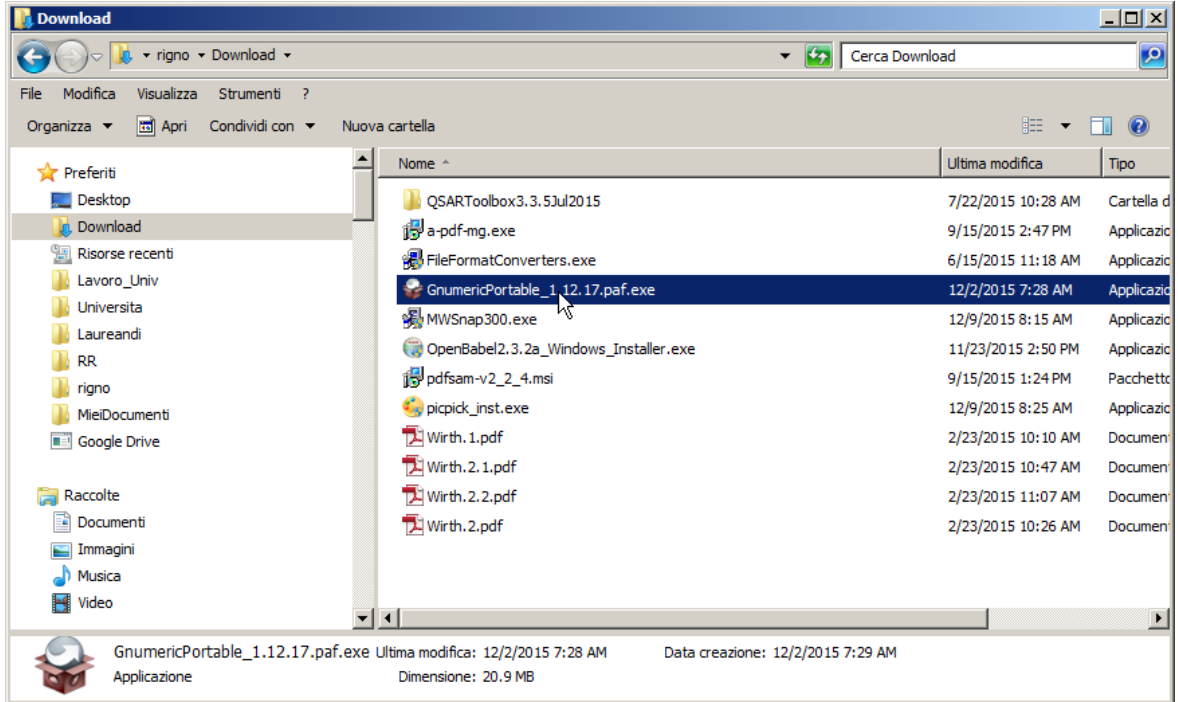 Download
rigno Download
Cerca Download
File Modifica Visualizza Strumenti ?
Organizza Apri Condividi con Nuova cartella
Preferiti
Desktop
Download
Risorse recenti
Lavoro_Univ
Universita
Laureandi
RR
rigno
MieiDocumenti
Google Drive
Raccolte
Documenti
Immagini
Musica
Video
Nome Ultima modifica Tipo
QSARToolbox3.3.5Jul2015 7/22/2015 10:28 AM Cartella d
a-pdf-mg.exe 9/15/2015 2:47 PM Applicazio
FileFormatConverters.exe 6/15/2015 11:18 AM Applicazio
GnumericPortable_1.12.17.paf.exe 12/2/2015 7:28 AM Applicazio
MWSnap300.exe 12/9/2015 8:15 AM Applicazio
OpenBabel2.3.2a_Windows_Installer.exe 11/23/2015 2:50 PM Applicazio
pdfsam-v2_2_4.msi 9/15/2015 1:24 PM Pacchetto
picpick_inst.exe 12/9/2015 8:25 AM Applicazio
Wirth.1.pdf 2/23/2015 10:10 AM Document
Wirth.2.1.pdf 2/23/2015 10:47 AM Document
Wirth.2.2.pdf 2/23/2015 11:07 AM Document
Wirth.2.pdf 2/23/2015 10:26 AM Document
GnumericPortable_1.12.17.paf.exe Ultima modifica: 12/2/2015 7:28 AM Data creazione: 12/2/2015 7:29 AM
Applicazione Dimensione: 20.9 MB